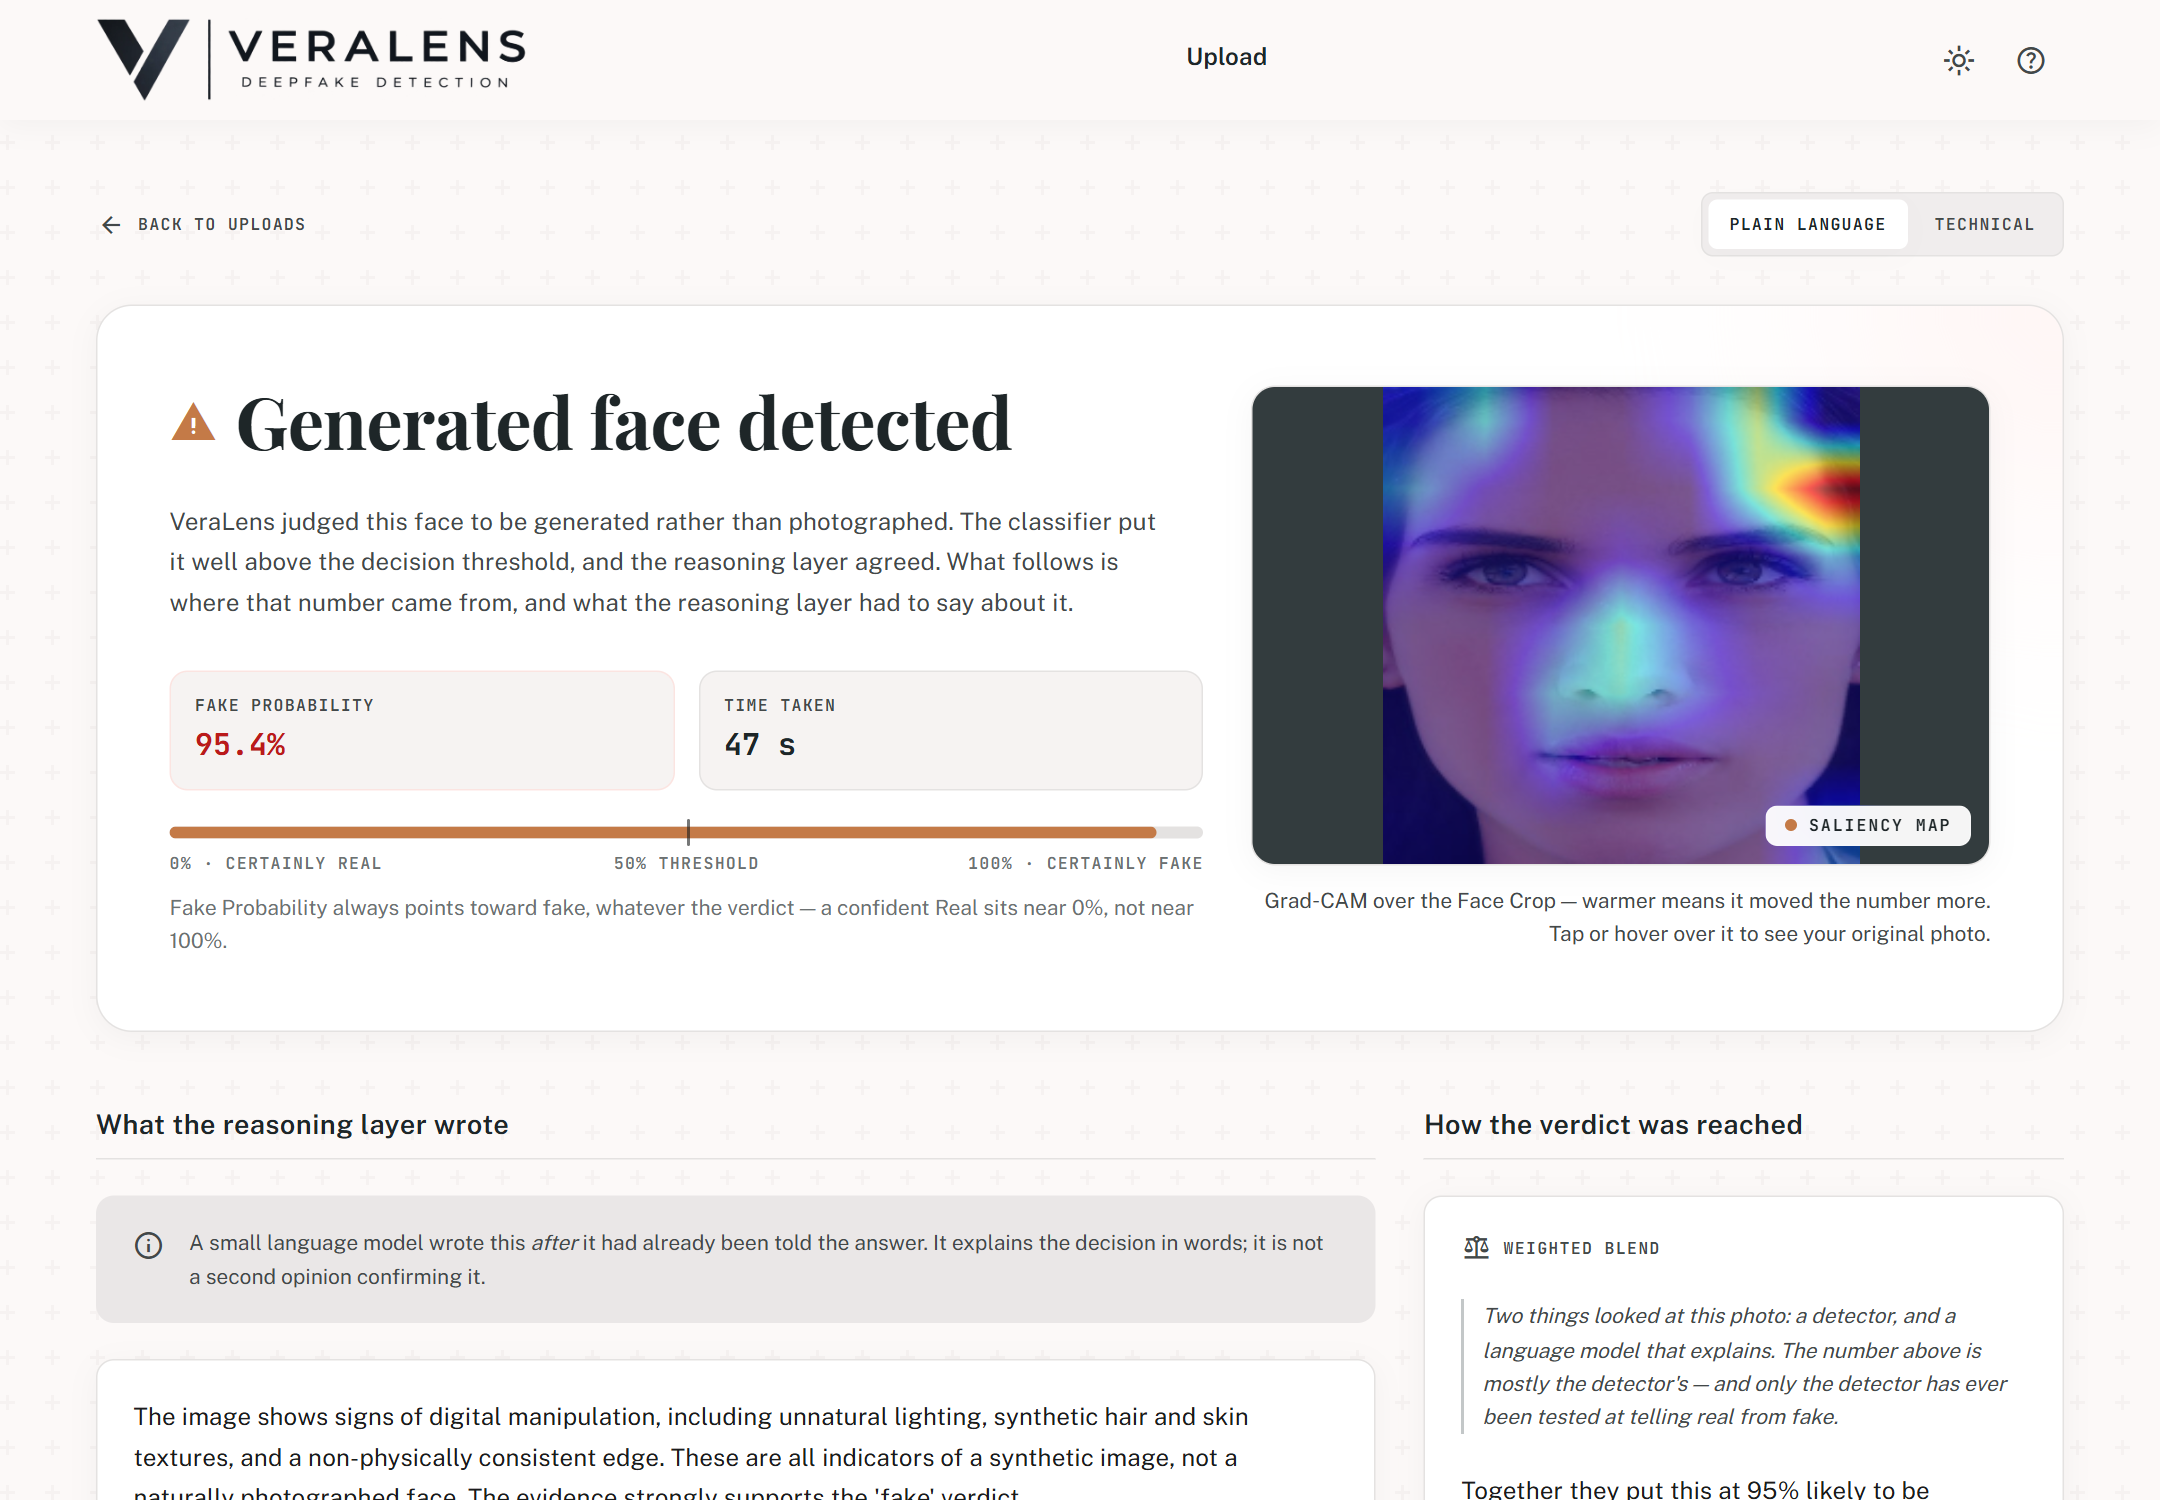 VERALENS
DEEPFAKE DETECTION
Upload
BACK TO UPLOADS
PLAIN LANGUAGE
TECHNICAL
Generated face detected
VeraLens judged this face to be generated rather than photographed. The classifier put
it well above the decision threshold, and the reasoning layer agreed. What follows is
where that number came from, and what the reasoning layer had to say about it.
FAKE PROBABILITY
95.4%
TIME TAKEN
47 s
0% · CERTAINLY REAL
50% THRESHOLD
100% · CERTAINLY FAKE
Fake Probability always points toward fake, whatever the verdict — a confident Real sits near 0%, not near
100%.
SALIENCY MAP
Grad-CAM over the Face Crop — warmer means it moved the number more.
Tap or hover over it to see your original photo.
What the reasoning layer wrote
A small language model wrote this after it had already been told the answer. It explains the decision in words; it is not
a second opinion confirming it.
The image shows signs of digital manipulation, including unnatural lighting, synthetic hair and skin
textures, and a non-physically consistent edge. These are all indicators of a synthetic image, not a
naturally photographed face. The evidence strongly supports the 'fake' verdict.
How the verdict was reached
WEIGHTED BLEND
Two things looked at this photo: a detector, and a
language model that explains. The number above is
mostly the detector's — and only the detector has ever
been tested at telling real from fake.
Together they put this at 95% likely to be